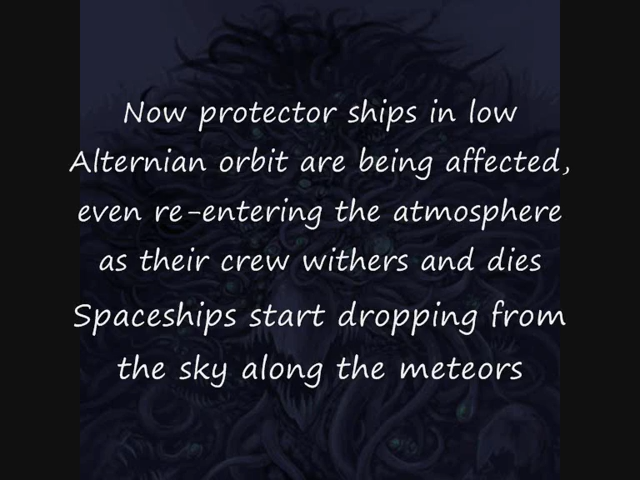 Now protector ships in low
Alternian orbit are being affected,
even re-entering the atmosphere
as their crew withers and dies
Spaceships start dropping from
the sky along the meteors